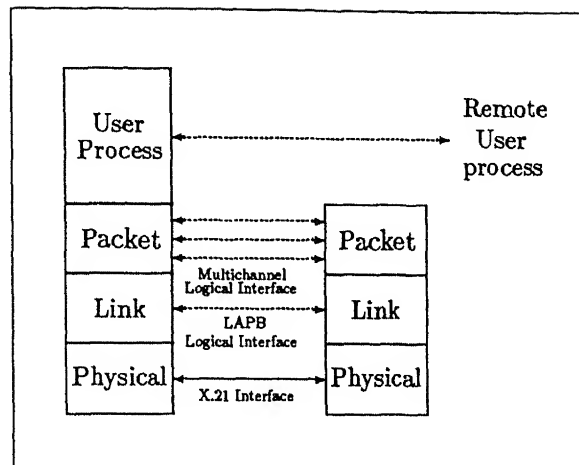 User
Process
Remote
User
process
Packet
Packet
Multichannel
Logical Interface
Link
Link
LAPB
Logical Interface
Physical
Physical
X.21 Interface